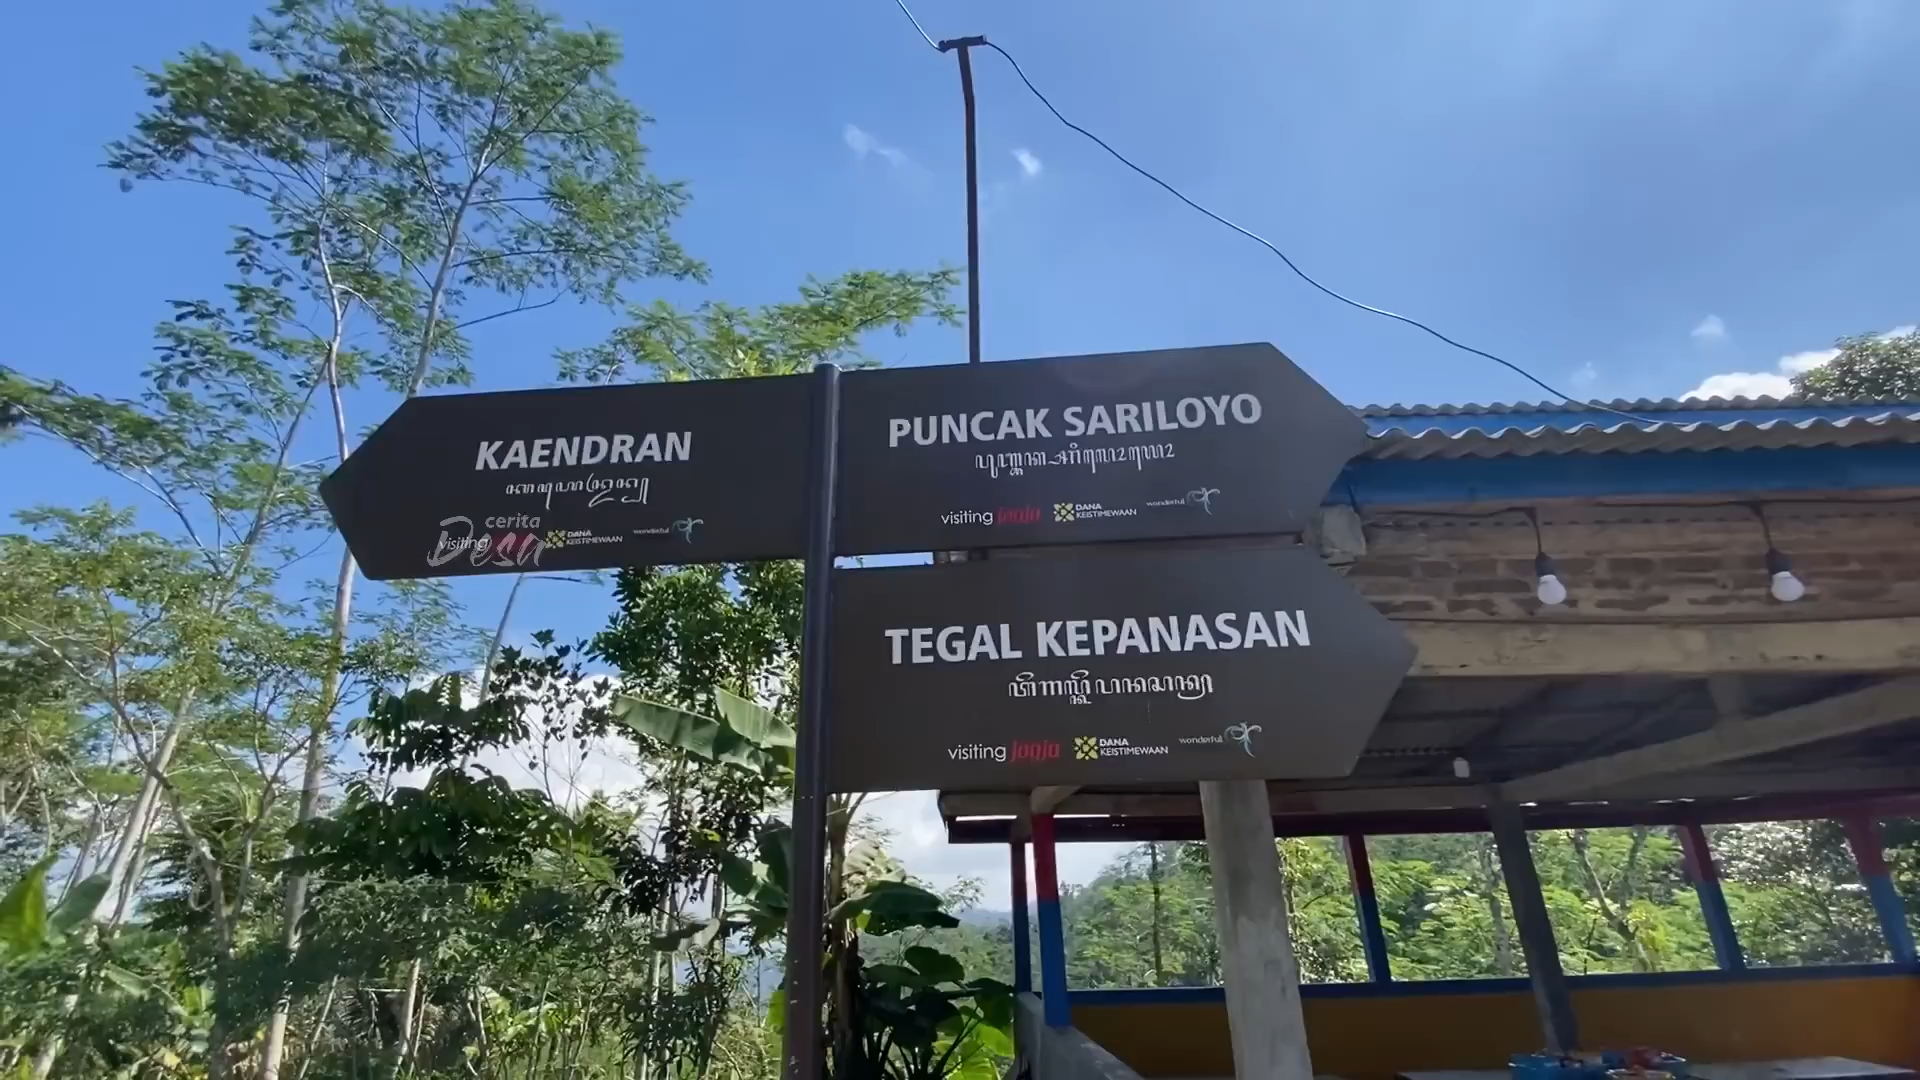 KAENDRAN
ꦏꦲꦺꦤ꧀ꦢꦿꦤ꧀
visiting
cerita
Desa
DANA
KEISTIMEWAAN
wonderful
PUNCAK SARILOYO
visiting jogja
DANA
KEISTIMEWAAN
wonderful
TEGAL KEPANASAN
visiting jogja
DANA
KEISTIMEWAAN
wonderful